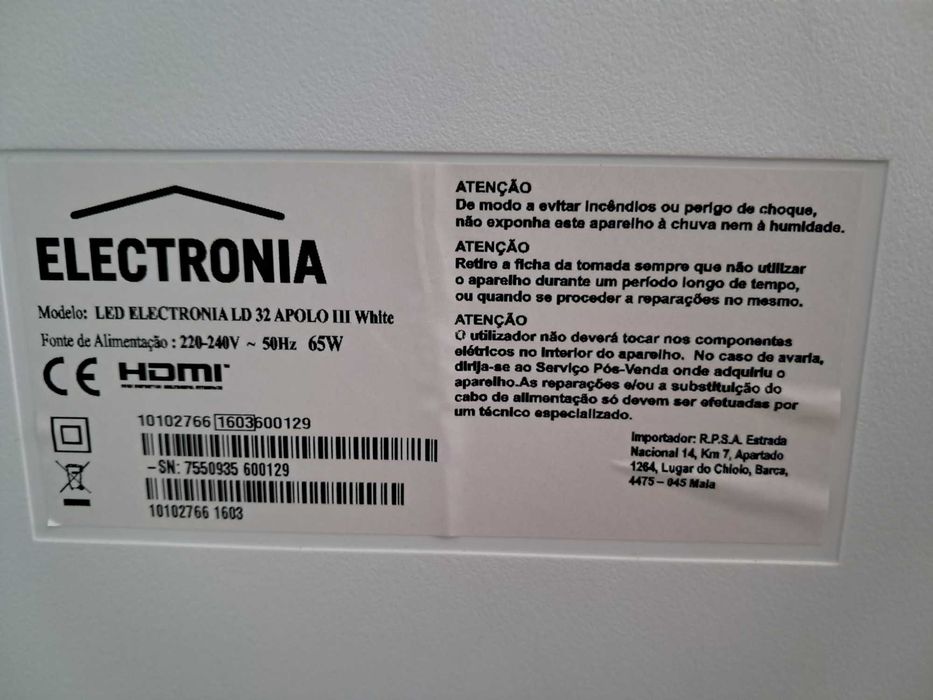 ELECTRONIA
Modelo: LED ELECTRONIA LD 32 APOLO III White
Fonte de Alimentação : 220-240V ~ 50Hz 65W
CE HDMI
10102766 1603600129
-SN: 7550935 600129
10102766 1603
ATENÇÃO
De modo a evitar incêndios ou perigo de choque,
não exponha este aparelho à chuva nem à humidade.
ATENÇÃO
Retire a ficha da tomada sempre que não utilizar
o aparelho durante um período longo de tempo,
ou quando se proceder a reparações no mesmo.
ATENÇÃO
O utilizador não deverá tocar nos componentes
elétricos no interior do aparelho. No caso de avaria,
dirija-se ao Serviço Pós-Venda onde adquiriu o
aparelho.As reparações e/ou a substituição do
cabo de alimentação só devem ser efetuadas por
um técnico especializado.
Importador: R.P.S.A. Estrada
Nacional 14, Km 7, Apartado
1264, Lugar do Chiolo, Barca,
4475 – 045 Maia